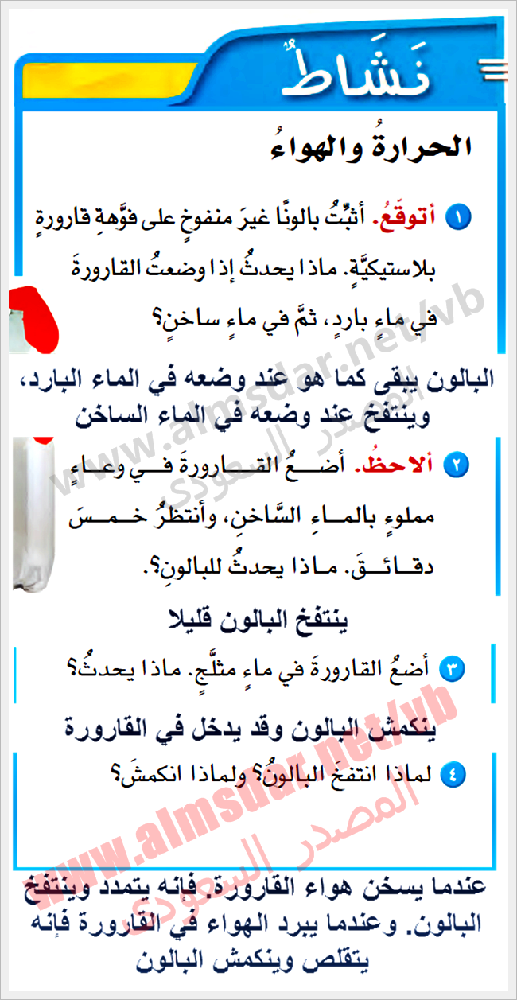 نَشَاطٌ
الحرارةُ والهواءُ
١ أتوقَّعُ. أثبِّتُ بالونًا غيرَ منفوخٍ على فوَّهةِ قارورةٍ
بلاستيكيَّةٍ. ماذا يحدثُ إذا وضعتُ القارورةَ
في ماءٍ باردٍ، ثمَّ في ماءٍ ساخنٍ؟
البالون يبقى كما هو عند وضعه في الماء البارد،
وينتفخ عند وضعه في الماء الساخن
www.almsdar.net/vb
المصدر السعودي
٢ ألاحظُ. أضعُ القارورةَ في وعاءٍ
مملوءٍ بالماءِ السَّاخنِ، وأنتظرُ خمسَ
دقائقَ. ماذا يحدثُ للبالونِ؟.
ينتفخ البالون قليلا
٣ أضعُ القارورةَ في ماءٍ مثلَّجٍ. ماذا يحدثُ؟
ينكمش البالون وقد يدخل في القارورة
٤ لماذا انتفخَ البالونُ؟ ولماذا انكمشَ؟
www.almsdar.net/vb
المصدر السعودي
عندما يسخن هواء القارورة. فإنه يتمدد وينتفخ
البالون. وعندما يبرد الهواء في القارورة فإنه
يتقلص وينكمش البالون